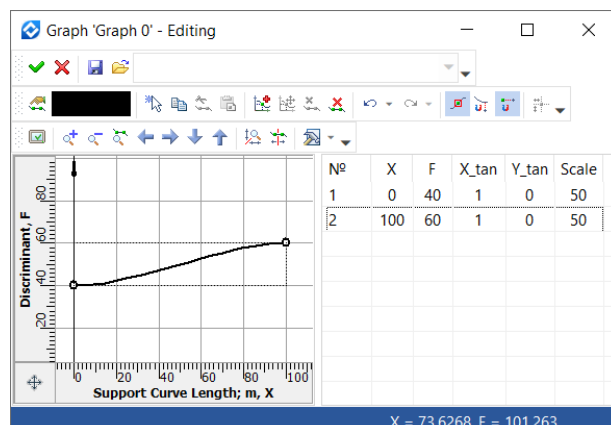 Graph 'Graph 0' - Editing
Nº X F X_tan Y_tan Scale
1 0 40 1 0 50
2 100 60 1 0 50
80
60
40
20
Discriminant, F
0 20 40 60 80 100
Support Curve Length; m, X
X = 73.6268, F = 101.263